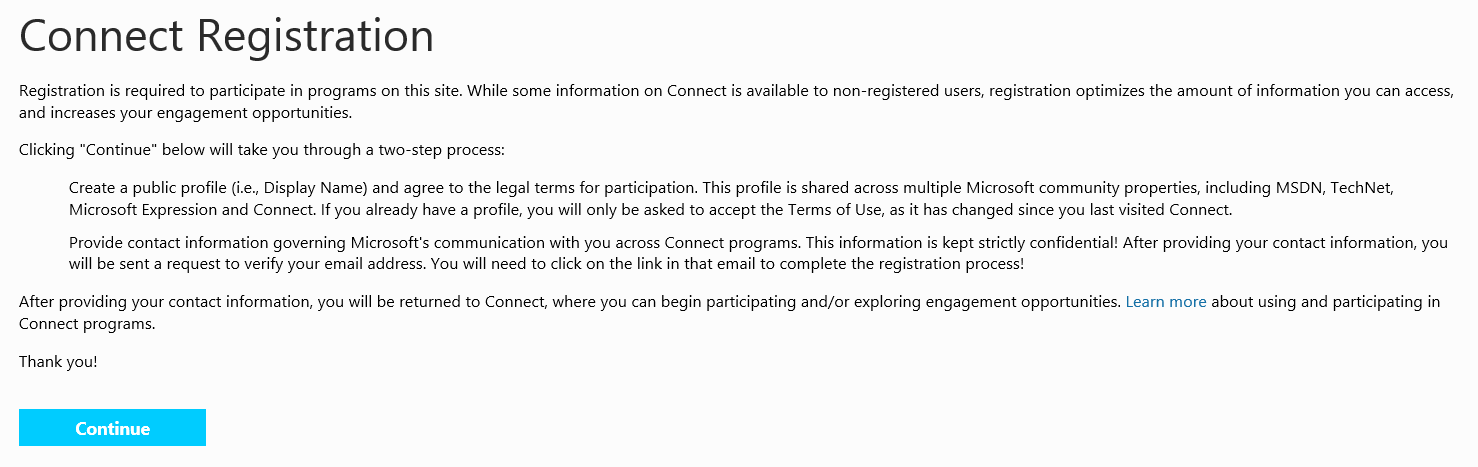 Connect Registration
Registration is required to participate in programs on this site. While some information on Connect is available to non-registered users, registration optimizes the amount of information you can access,
and increases your engagement opportunities.
Clicking "Continue" below will take you through a two-step process:
Create a public profile (i.e., Display Name) and agree to the legal terms for participation. This profile is shared across multiple Microsoft community properties, including MSDN, TechNet,
Microsoft Expression and Connect. If you already have a profile, you will only be asked to accept the Terms of Use, as it has changed since you last visited Connect.
Provide contact information governing Microsoft's communication with you across Connect programs. This information is kept strictly confidential! After providing your contact information, you
will be sent a request to verify your email address. You will need to click on the link in that email to complete the registration process!
After providing your contact information, you will be returned to Connect, where you can begin participating and/or exploring engagement opportunities. Learn more about using and participating in
Connect programs.
Thank you!
Continue